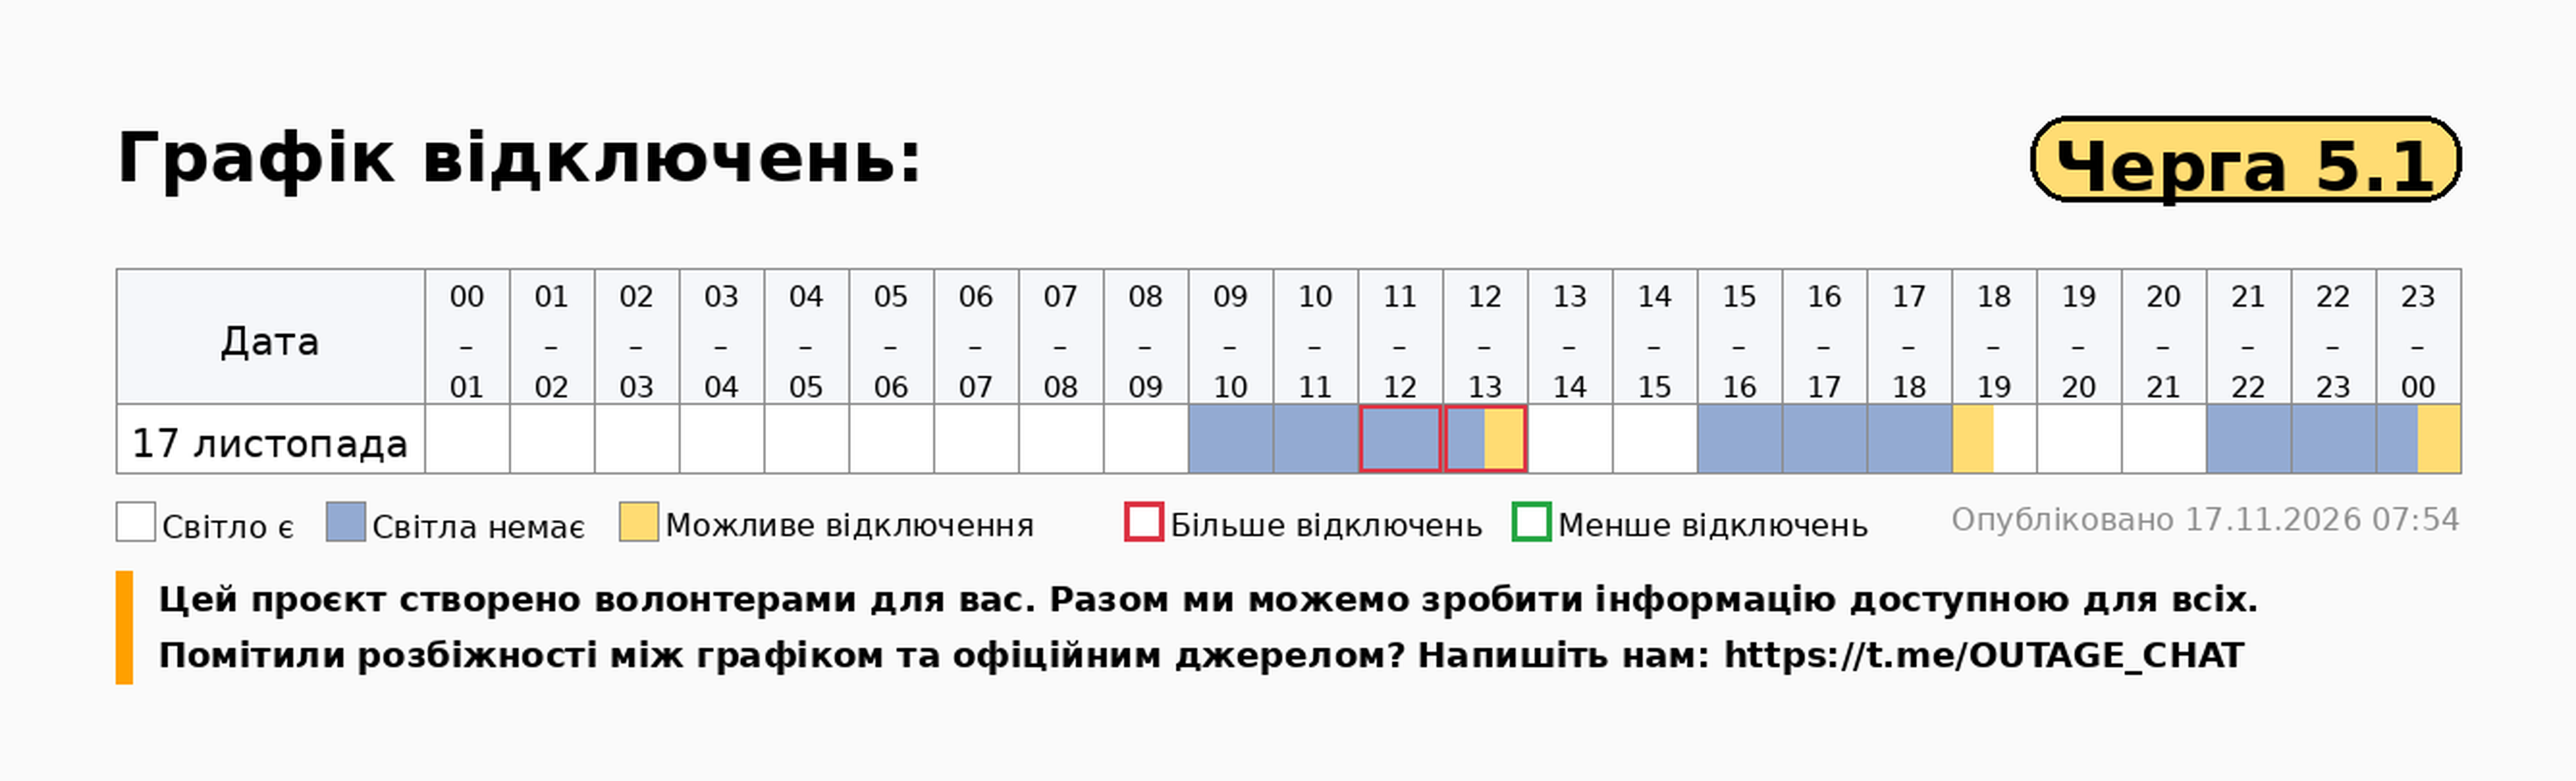 Графік відключень:
Черга 5.1
Дата
00 – 01
01 – 02
02 – 03
03 – 04
04 – 05
05 – 06
06 – 07
07 – 08
08 – 09
09 – 10
10 – 11
11 – 12
12 – 13
13 – 14
14 – 15
15 – 16
16 – 17
17 – 18
18 – 19
19 – 20
20 – 21
21 – 22
22 – 23
23 – 00
17 листопада
Світло є
Світла немає
Можливе відключення
Більше відключень
Менше відключень
Опубліковано 17.11.2026 07:54
Цей проєкт створено волонтерами для вас. Разом ми можемо зробити інформацію доступною для всіх.
Помітили розбіжності між графіком та офіційним джерелом? Напишіть нам: https://t.me/OUTAGE_CHAT